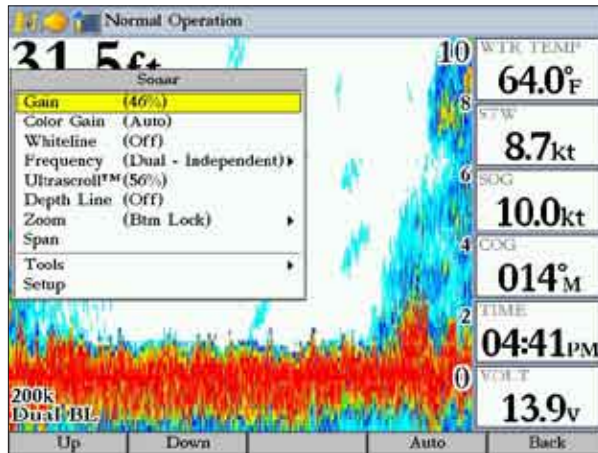 Normal Operation
31.5ft
Sonar
Gain (46%)
Color Gain (Auto)
Whiteline (Off)
Frequency (Dual - Independent)
Ultrascroll™(56%)
Depth Line (Off)
Zoom (Btm Lock)
Span
Tools
Setup
10
8
6
4
2
0
200k
Dual BL
WTR TEMP
64.0°F
STW
8.7kt
SOG
10.0kt
COG
014°M
TIME
04:41PM
VOLT
13.9v
Up
Down
Auto
Back